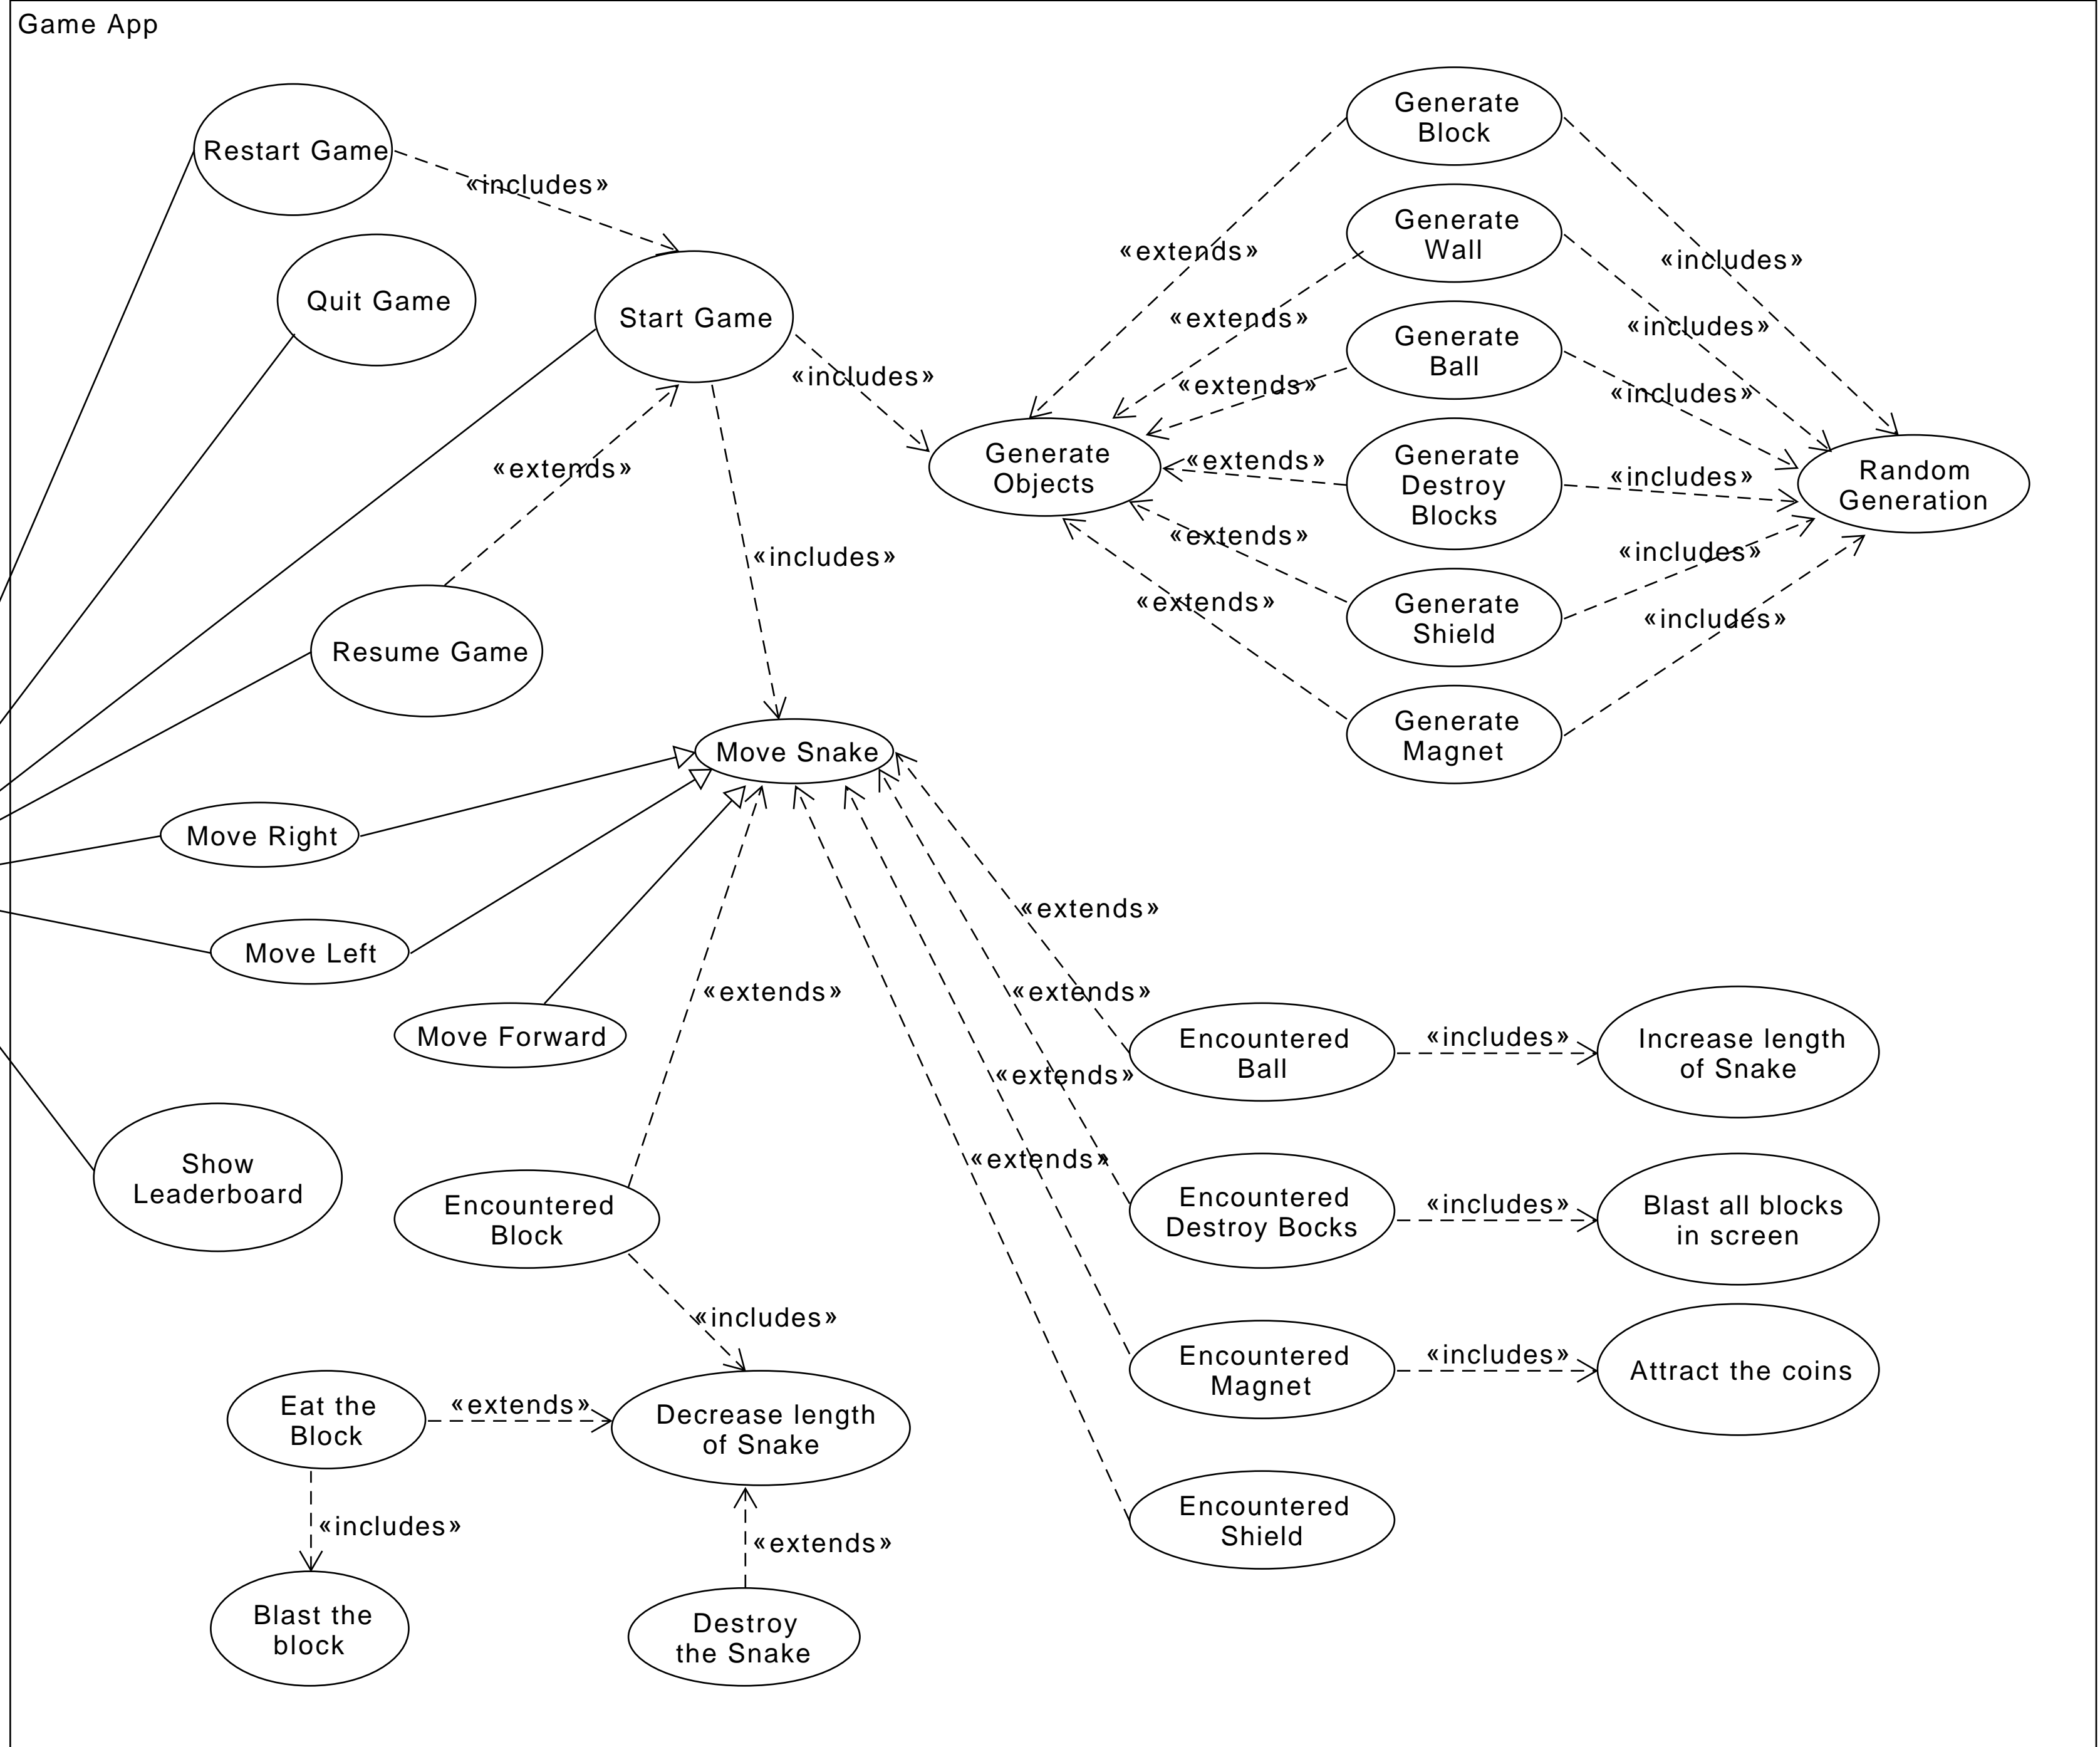 Game App
Generate
Block
Restart Game
«includes»
Generate
Wall
«extends»
«includes»
Quit Game
Start Game
«extends»
«includes»
Generate
Ball
«includes»
«extends»
«includes»
Generate
Objects
«extends»
Generate
Destroy
Blocks
«includes»
Random
Generation
«extends»
«extends»
«includes»
«includes»
Generate
Shield
«extends»
«includes»
Resume Game
Generate
Magnet
Move Snake
Move Right
«extends»
Move Left
«extends»
«extends»
Move Forward
Encountered
Ball
«includes»
Increase length
of Snake
«extends»
Show
Leaderboard
«extends»
Encountered
Block
Encountered
Destroy Bocks
«includes»
Blast all blocks
in screen
«includes»
Encountered
Magnet
«includes»
Attract the coins
Eat the
Block
«extends»
Decrease length
of Snake
«includes»
«extends»
Encountered
Shield
Blast the
block
Destroy
the Snake